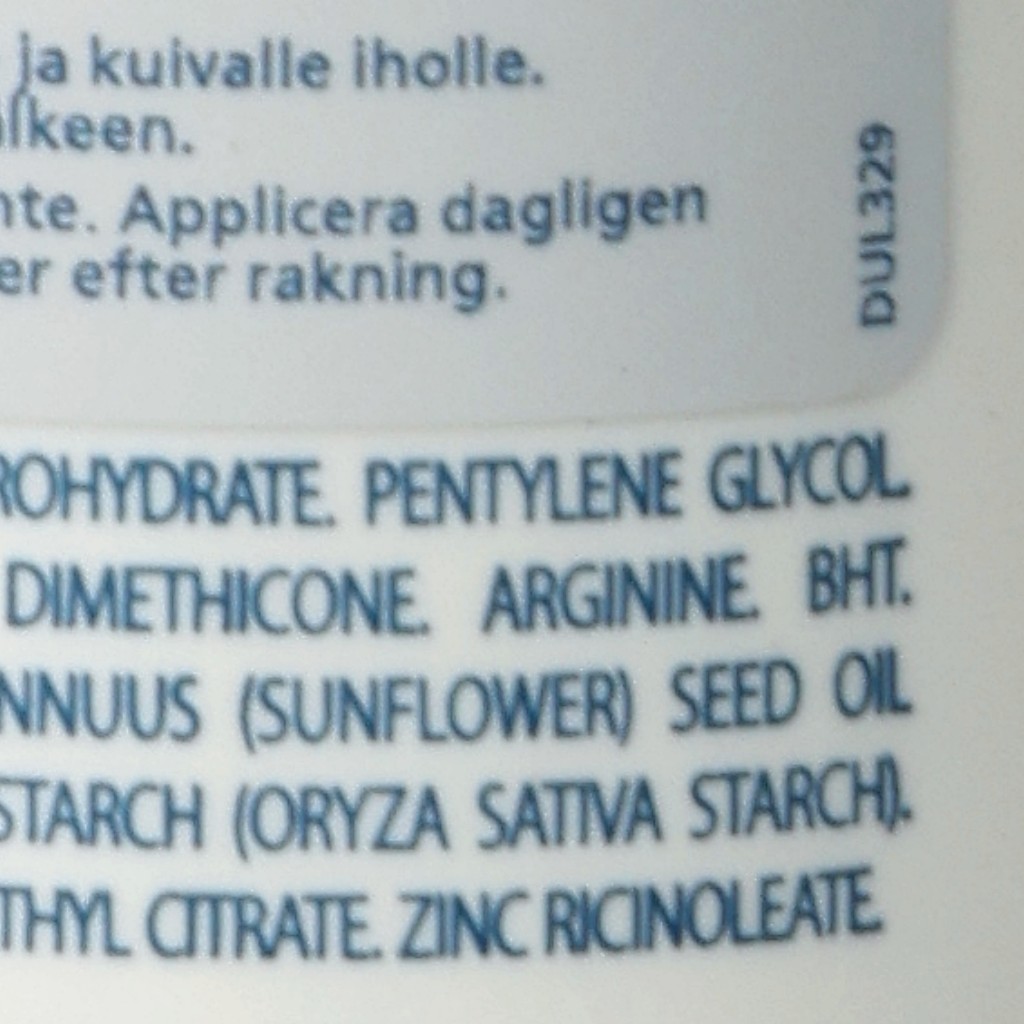 ja kuivalle iholle.
alkeen.
nte. Applicera dagligen
er efter rakning.
DUL329
ROHYDRATE. PENTYLENE GLYCOL.
DIMETHICONE. ARGININE. BHT.
NNUUS (SUNFLOWER) SEED OIL
STARCH (ORYZA SATIVA STARCH).
THYL CITRATE. ZINC RICINOLEATE.